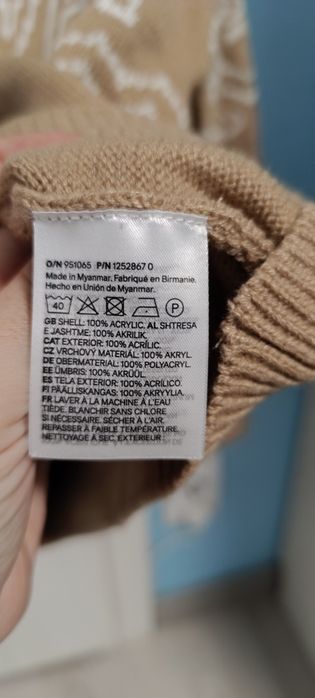 O/N 951065 P/N 1252867 0
Made in Myanmar. Fabriqué en Birmanie.
Hecho en Unión de Myanmar.
40 P
GB SHELL: 100% ACRYLIC. AL SHTRESA
E JASHTME: 100% AKRILIK.
CAT EXTERIOR: 100% ACRÍLIC.
CZ VRCHOVÝ MATERIÁL: 100% AKRYL.
DE OBERMATERIAL: 100% POLYACRYL.
EE ÜMBRIS: 100% AKRÜÜL.
ES TELA EXTERIOR: 100% ACRÍLICO.
FI PÄÄLLISKANGAS: 100% AKRYYLIA.
FR LAVER À LA MACHINE À L'EAU
TIÈDE. BLANCHIR SANS CHLORE
SI NÉCESSAIRE. SÉCHER À L'AIR.
REPASSER À FAIBLE TEMPÉRATURE.
NETTOYAGE À SEC. EXTERIEUR :